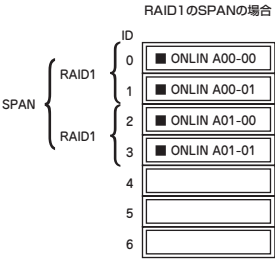 RAID1のSPANの場合
ID
0 ■ ONLIN A00-00
RAID1
1 ■ ONLIN A00-01
SPAN
2 ■ ONLIN A01-00
RAID1
3 ■ ONLIN A01-01
4
5
6